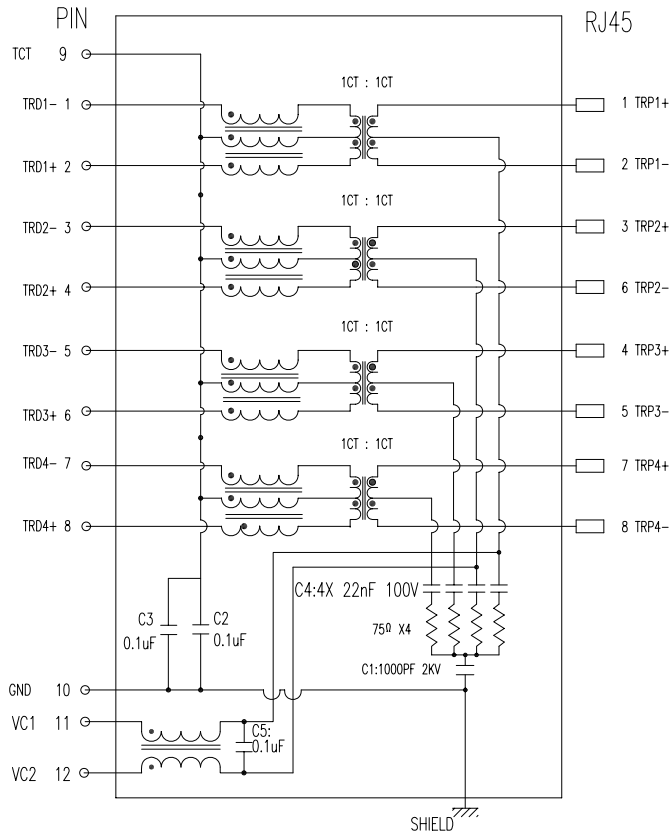 PIN
RJ45
TCT 9
1CT : 1CT
TRD1- 1
1 TRP1+
TRD1+ 2
2 TRP1-
1CT : 1CT
TRD2- 3
3 TRP2+
TRD2+ 4
6 TRP2-
1CT : 1CT
TRD3- 5
4 TRP3+
TRD3+ 6
5 TRP3-
1CT : 1CT
TRD4- 7
7 TRP4+
TRD4+ 8
8 TRP4-
C4:4X 22nF 100V
C3
0.1uF
C2
0.1uF
75Ω X4
C1:1000PF 2KV
GND 10
VC1 11
C5:
0.1uF
VC2 12
SHIELD